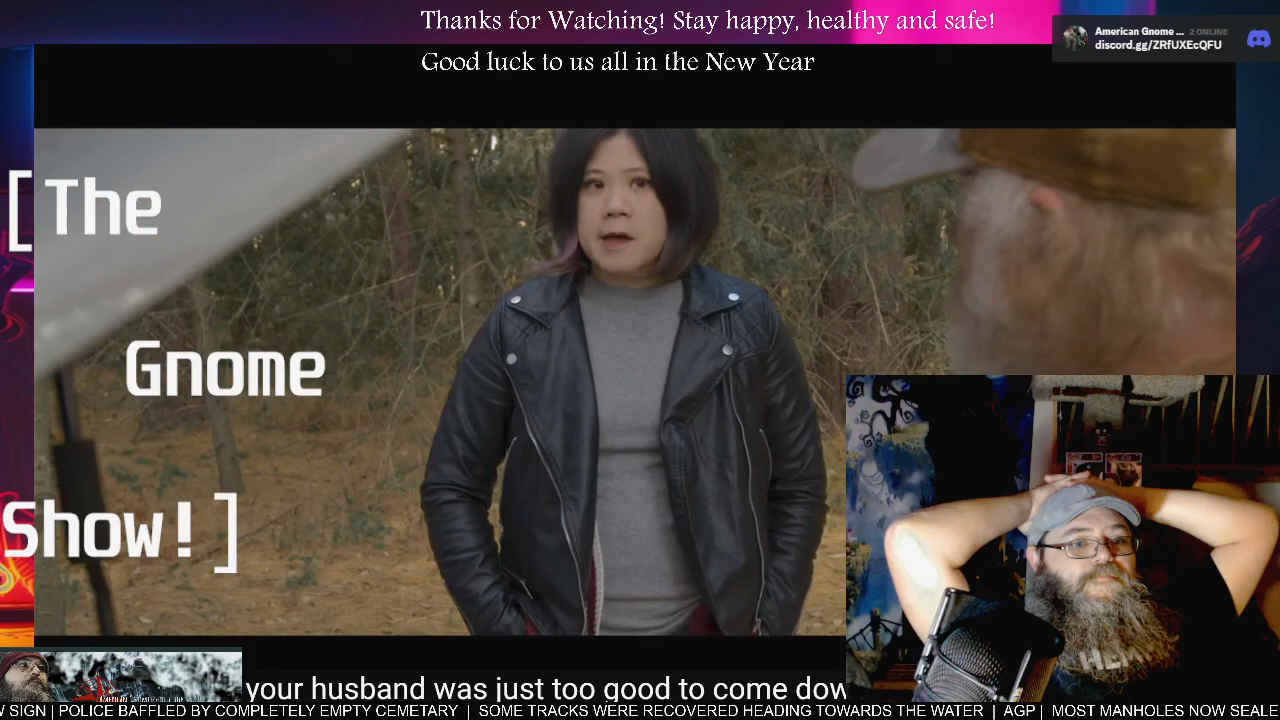 Thanks for Watching! Stay happy, healthy and safe!
Good luck to us all in the New Year
American Gnome ... 2 ONLINE
discord.gg/ZRfUXEcQFU
[The
Gnome
Show! ]
your husband was just too good to come dow
SIGN | POLICE BAFFLED BY COMPLETELY EMPTY CEMETARY | SOME TRACKS WERE RECOVERED HEADING TOWARDS THE WATER | AGP | MOST MANHOLES NOW SEALE